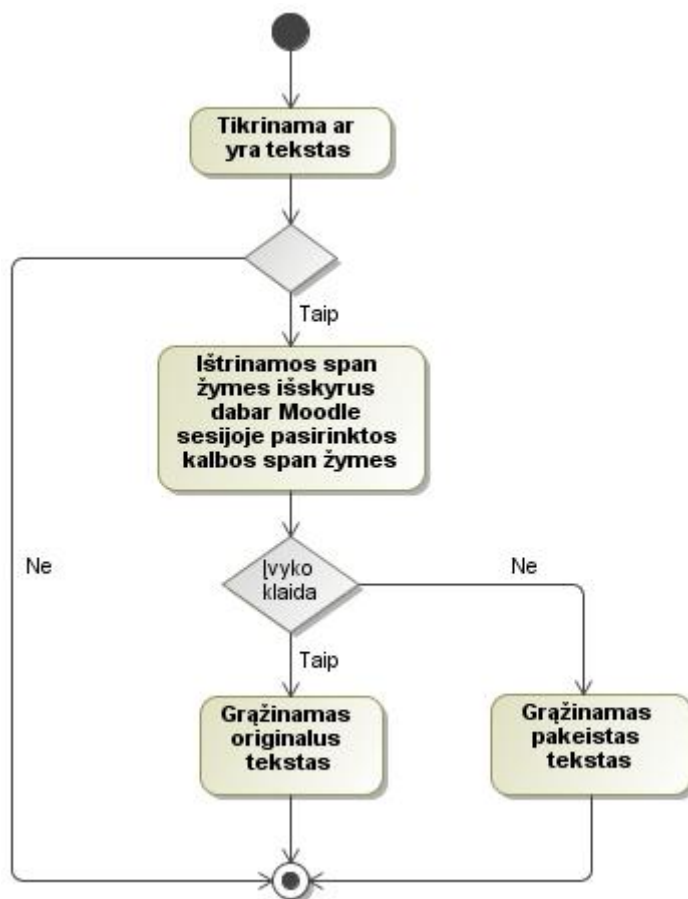 Tikrinama ar
yra tekstas
Taip
Ištrinamos span
žymes išskyrus
dabar Moodle
sesijoje pasirinktos
kalbos span žymes
Ne
Įvyko
klaida
Ne
Taip
Grąžinamas
originalus
tekstas
Grąžinamas
pakeistas
tekstas